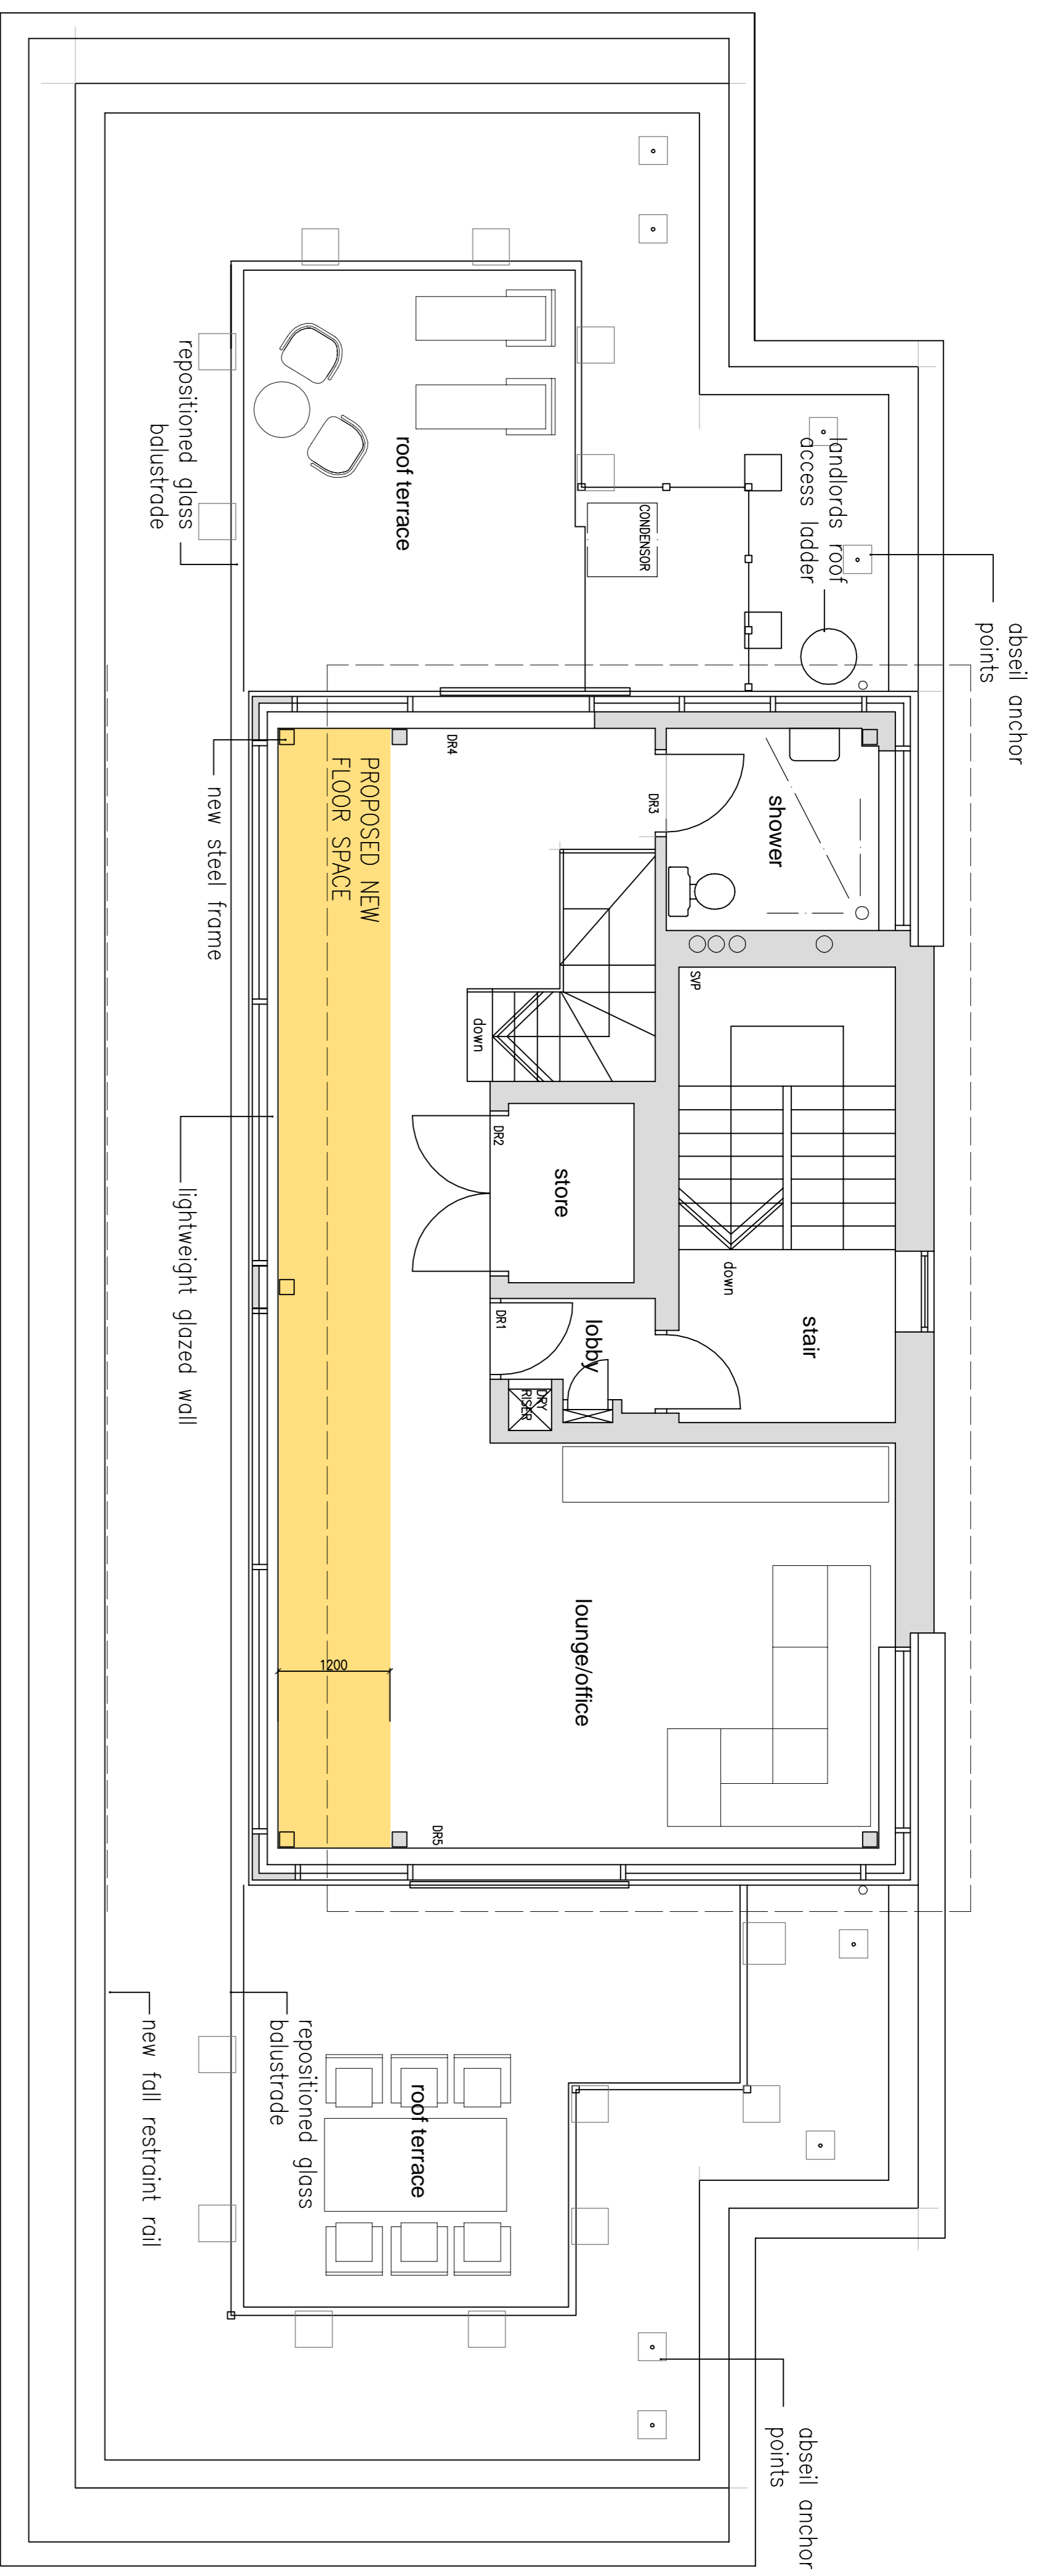 abseil anchor
points
landlords roof
access ladder
CONDENSOR
roof terrace
repositioned glass
balustrade
shower
DR3
DR4
PROPOSED NEW
FLOOR SPACE
new steel frame
SVP
down
store
DR2
down
stair
DR1
lobby
DRY
RISER
lightweight glazed wall
lounge/office
1200
DR5
roof terrace
repositioned glass
balustrade
new fall restraint rail
abseil anchor
points